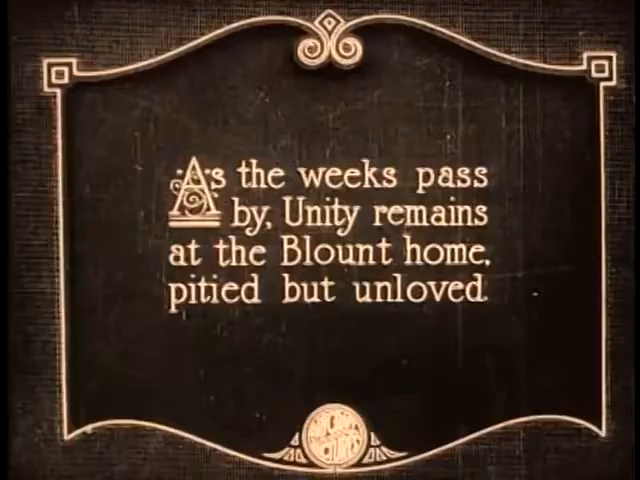 As the weeks pass
by, Unity remains
at the Blount home,
pitied but unloved.